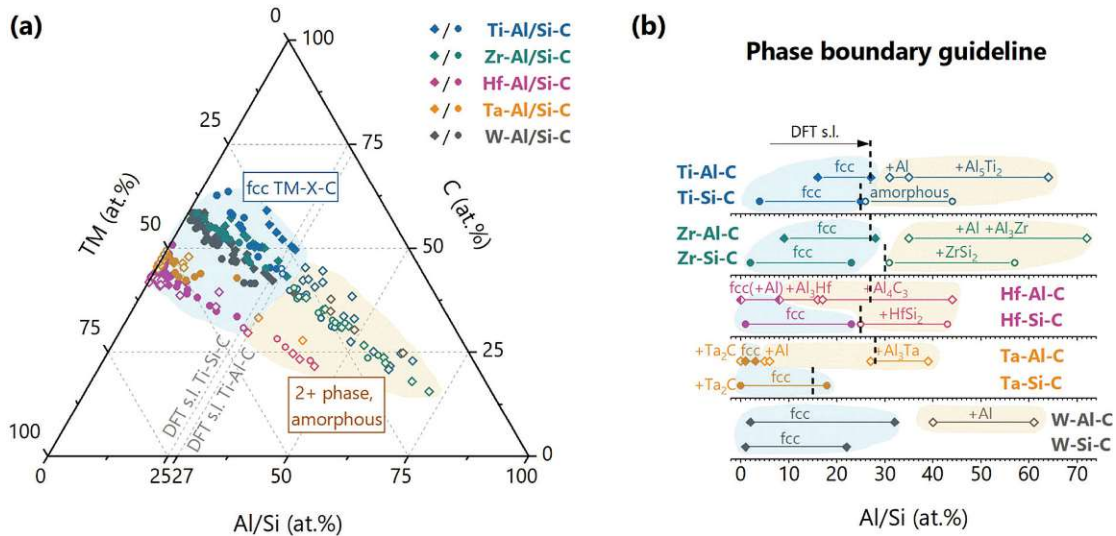 (a)
0
100
◆/● Ti-Al/Si-C
◆/● Zr-Al/Si-C
◆/● Hf-Al/Si-C
◆/● Ta-Al/Si-C
◆/● W-Al/Si-C
25
75
fcc TM-X-C
TM (at.%)
C (at.%)
50
50
75
25
DFT s.l. Ti-Si-C
DFT s.l. Ti-Al-C
2+ phase,
amorphous
100
0
0
25
27
50
75
100
Al/Si (at.%)
(b)
Phase boundary guideline
DFT s.l.
Ti-Al-C
fcc
+Al
+Al5Ti2
Ti-Si-C
fcc
amorphous
Zr-Al-C
fcc
+Al +Al3Zr
Zr-Si-C
fcc
+ZrSi2
fcc(+Al)
+Al3Hf
+Al4C3
Hf-Al-C
fcc
+HfSi2
Hf-Si-C
+Ta2C
fcc
+Al
+Al3Ta
Ta-Al-C
+Ta2C
fcc
Ta-Si-C
fcc
+Al
W-Al-C
fcc
W-Si-C
0 10 20 30 40 50 60 70
Al/Si (at.%)